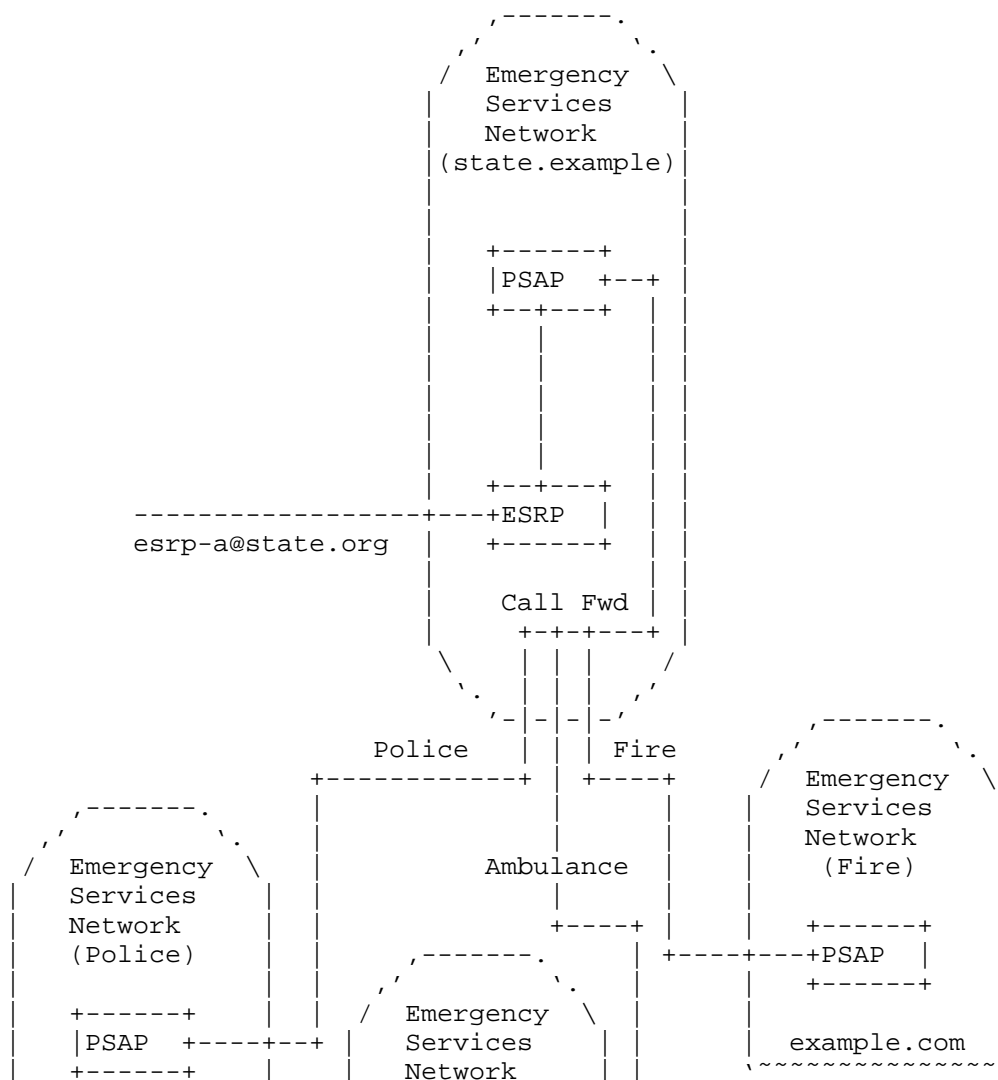 Emergency
Services
Network
(state.example)
PSAP
ESRP
esrp-a@state.org
Call Fwd
Police Fire
Emergency
Services
Network
(Fire)
PSAP
example.com
Ambulance
Emergency
Services
Network
(Police)
PSAP
Emergency
Services
Network